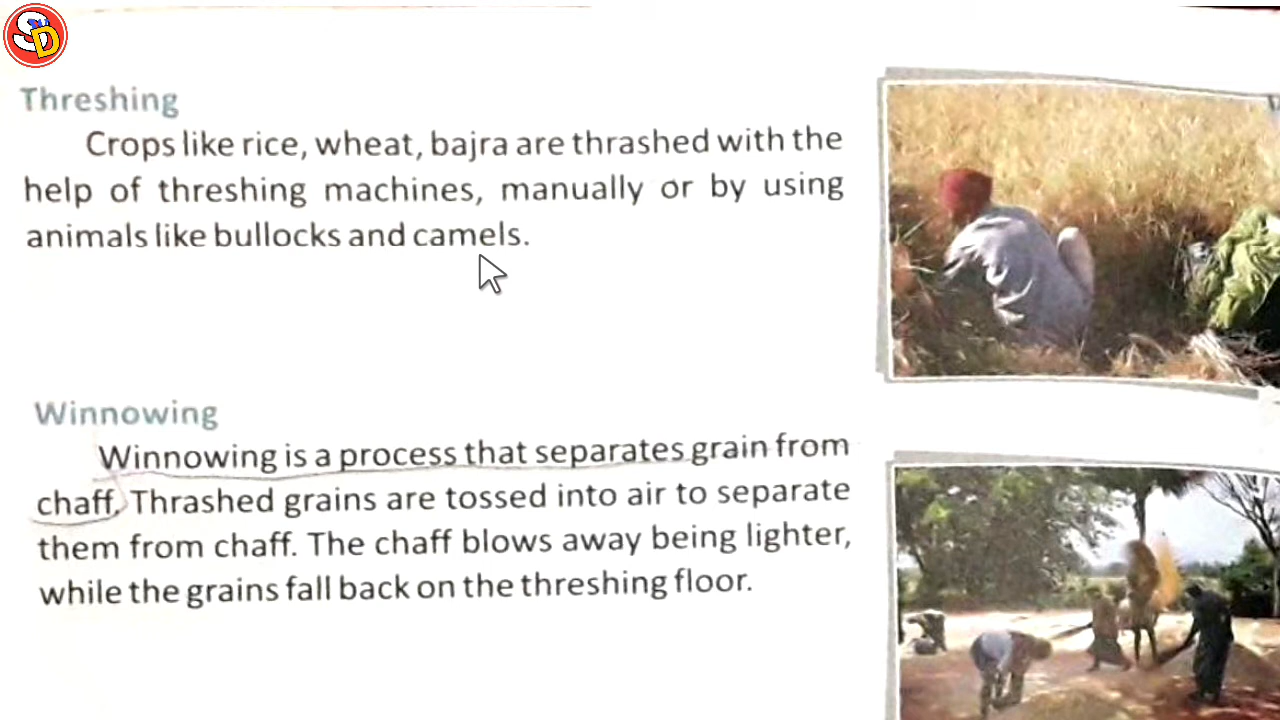 SD
Threshing
Crops like rice, wheat, bajra are thrashed with the
help of threshing machines, manually or by using
animals like bullocks and camels.
Winnowing
Winnowing is a process that separates grain from
chaff. Thrashed grains are tossed into air to separate
them from chaff. The chaff blows away being lighter,
while the grains fall back on the threshing floor.